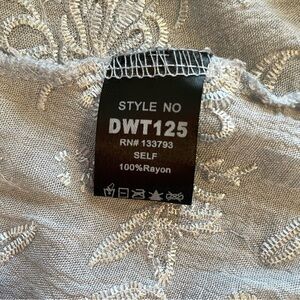 STYLE NO
DWT125
RN# 133793
SELF
100%Rayon